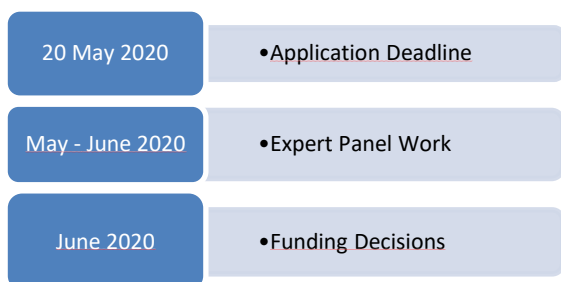 20 May 2020
•Application Deadline
May - June 2020
•Expert Panel Work
June 2020
•Funding Decisions